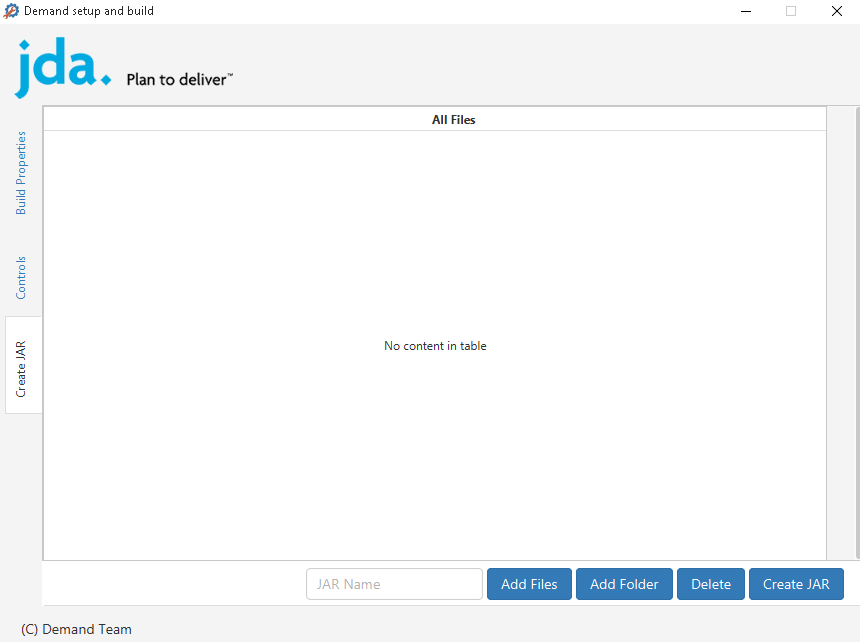 Demand setup and build
jda.
Plan to deliver™
All Files
Build Properties
Controls
Create JAR
No content in table
JAR Name
Add Files
Add Folder
Delete
Create JAR
(C) Demand Team